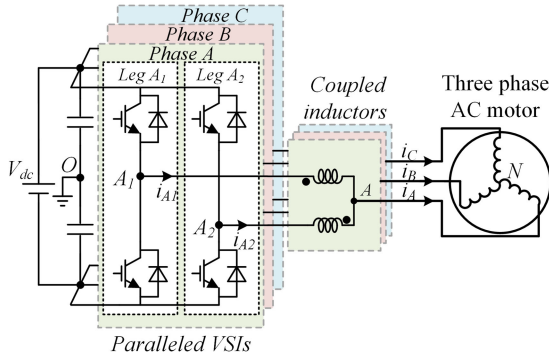 Phase C
Phase B
Phase A
Leg A1 Leg A2
Coupled
inductors
Three phase
AC motor
Vdc
O
A1
iA1
A2
iA2
A
iC
iB
iA
N
Paralleled VSIs